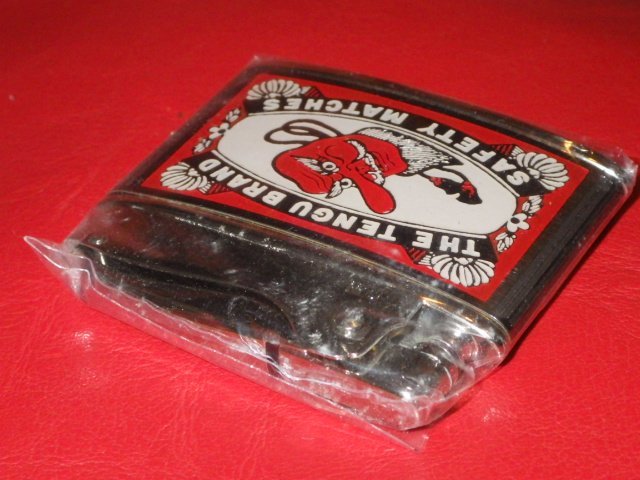 THE TENGU BRAND
SAFETY MATCHES